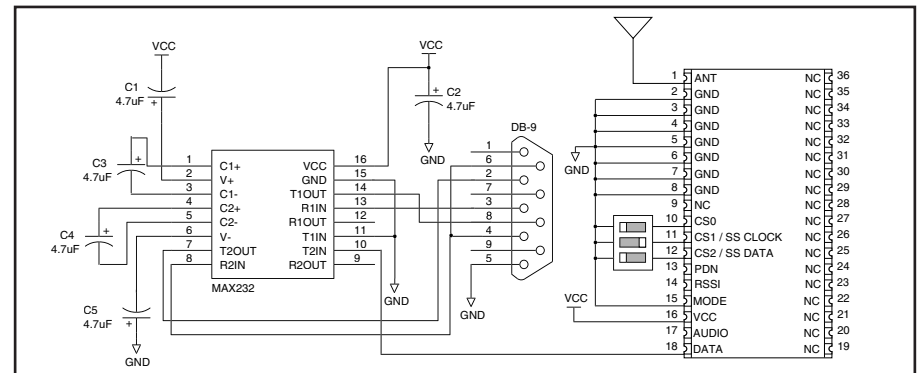 VCC
C1
4.7uF
C3
4.7uF
C4
4.7uF
C5
4.7uF
GND
1 C1+
2 V+
3 C1-
4 C2+
5 C2-
6 V-
7 T2OUT
8 R2IN
VCC 16
GND 15
T1OUT 14
R1IN 13
R1OUT 12
T1IN 11
T2IN 10
R2OUT 9
MAX232
VCC
C2
4.7uF
GND
GND
DB-9
1
6
2
7
3
8
4
9
5
GND
GND
VCC
1 ANT
2 GND
3 GND
4 GND
5 GND
6 GND
7 GND
8 GND
9 NC
10 CS0
11 CS1 / SS CLOCK
12 CS2 / SS DATA
13 PDN
14 RSSI
15 MODE
16 VCC
17 AUDIO
18 DATA
NC 36
NC 35
NC 34
NC 33
NC 32
NC 31
NC 30
NC 29
NC 28
NC 27
NC 26
NC 25
NC 24
NC 23
NC 22
NC 21
NC 20
NC 19